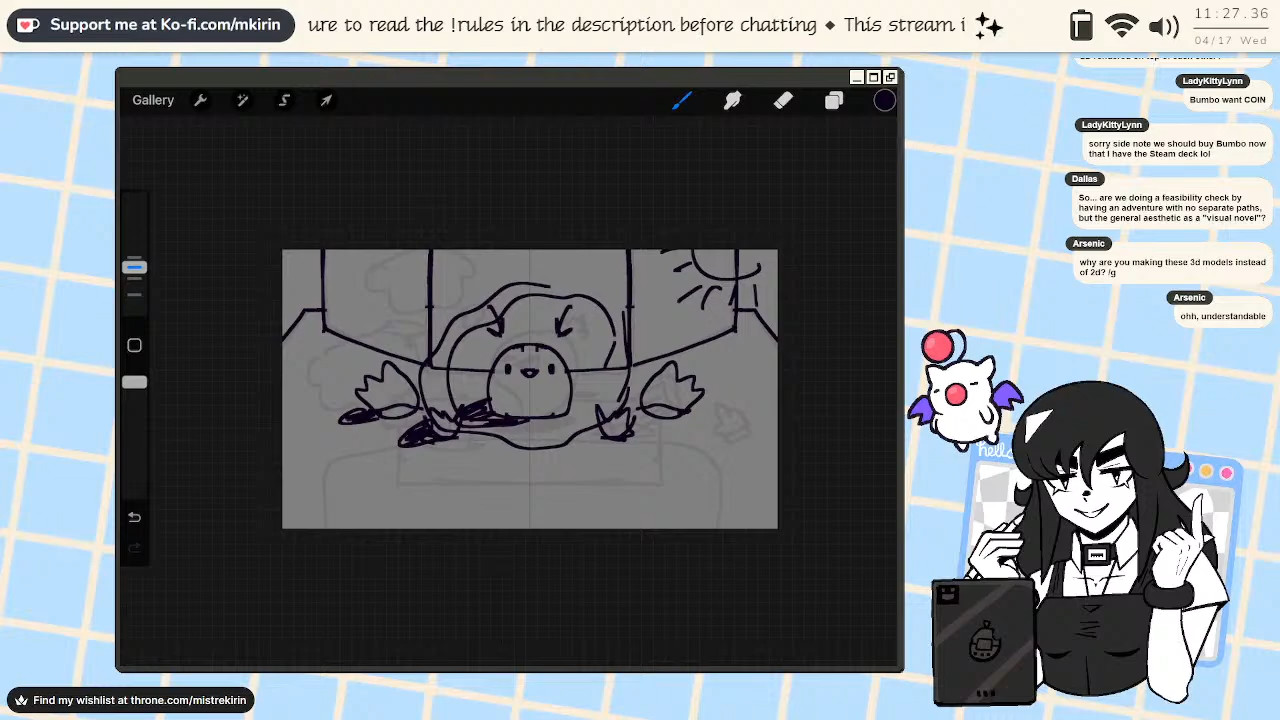 Support me at Ko-fi.com/mkirin
ure to read the !rules in the description before chatting ◆ This stream i
11:27.36
04/17 Wed
LadyKittyLynn
Bumbo want COIN
LadyKittyLynn
sorry side note we should buy Bumbo now
that I have the Steam deck lol
Dallas
So... are we doing a feasibility check by
having an adventure with no separate paths,
but the general aesthetic as a "visual novel"?
Arsenic
why are you making these 3d models instead
of 2d? /g
Arsenic
ohh, understandable
Gallery
hello
Find my wishlist at throne.com/mistrekirin